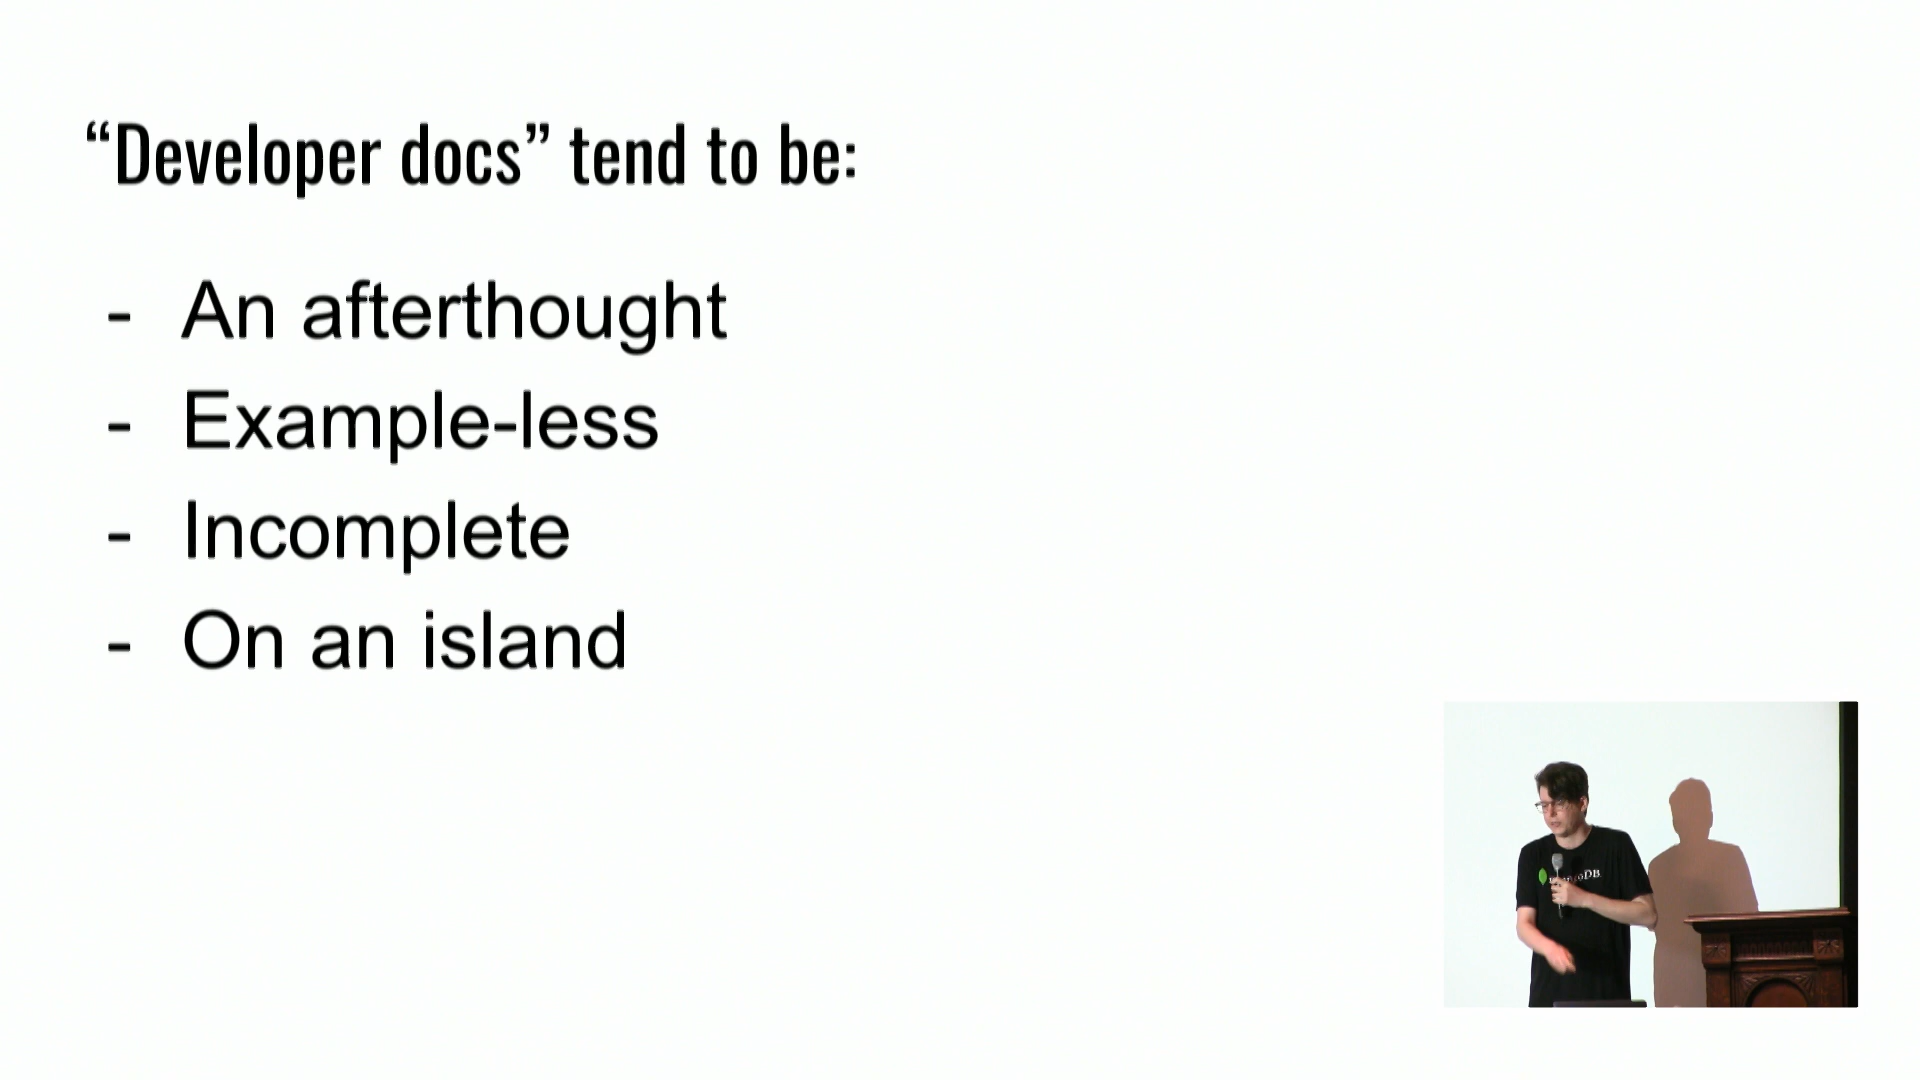 “Developer docs” tend to be:
- An afterthought
- Example-less
- Incomplete
- On an island